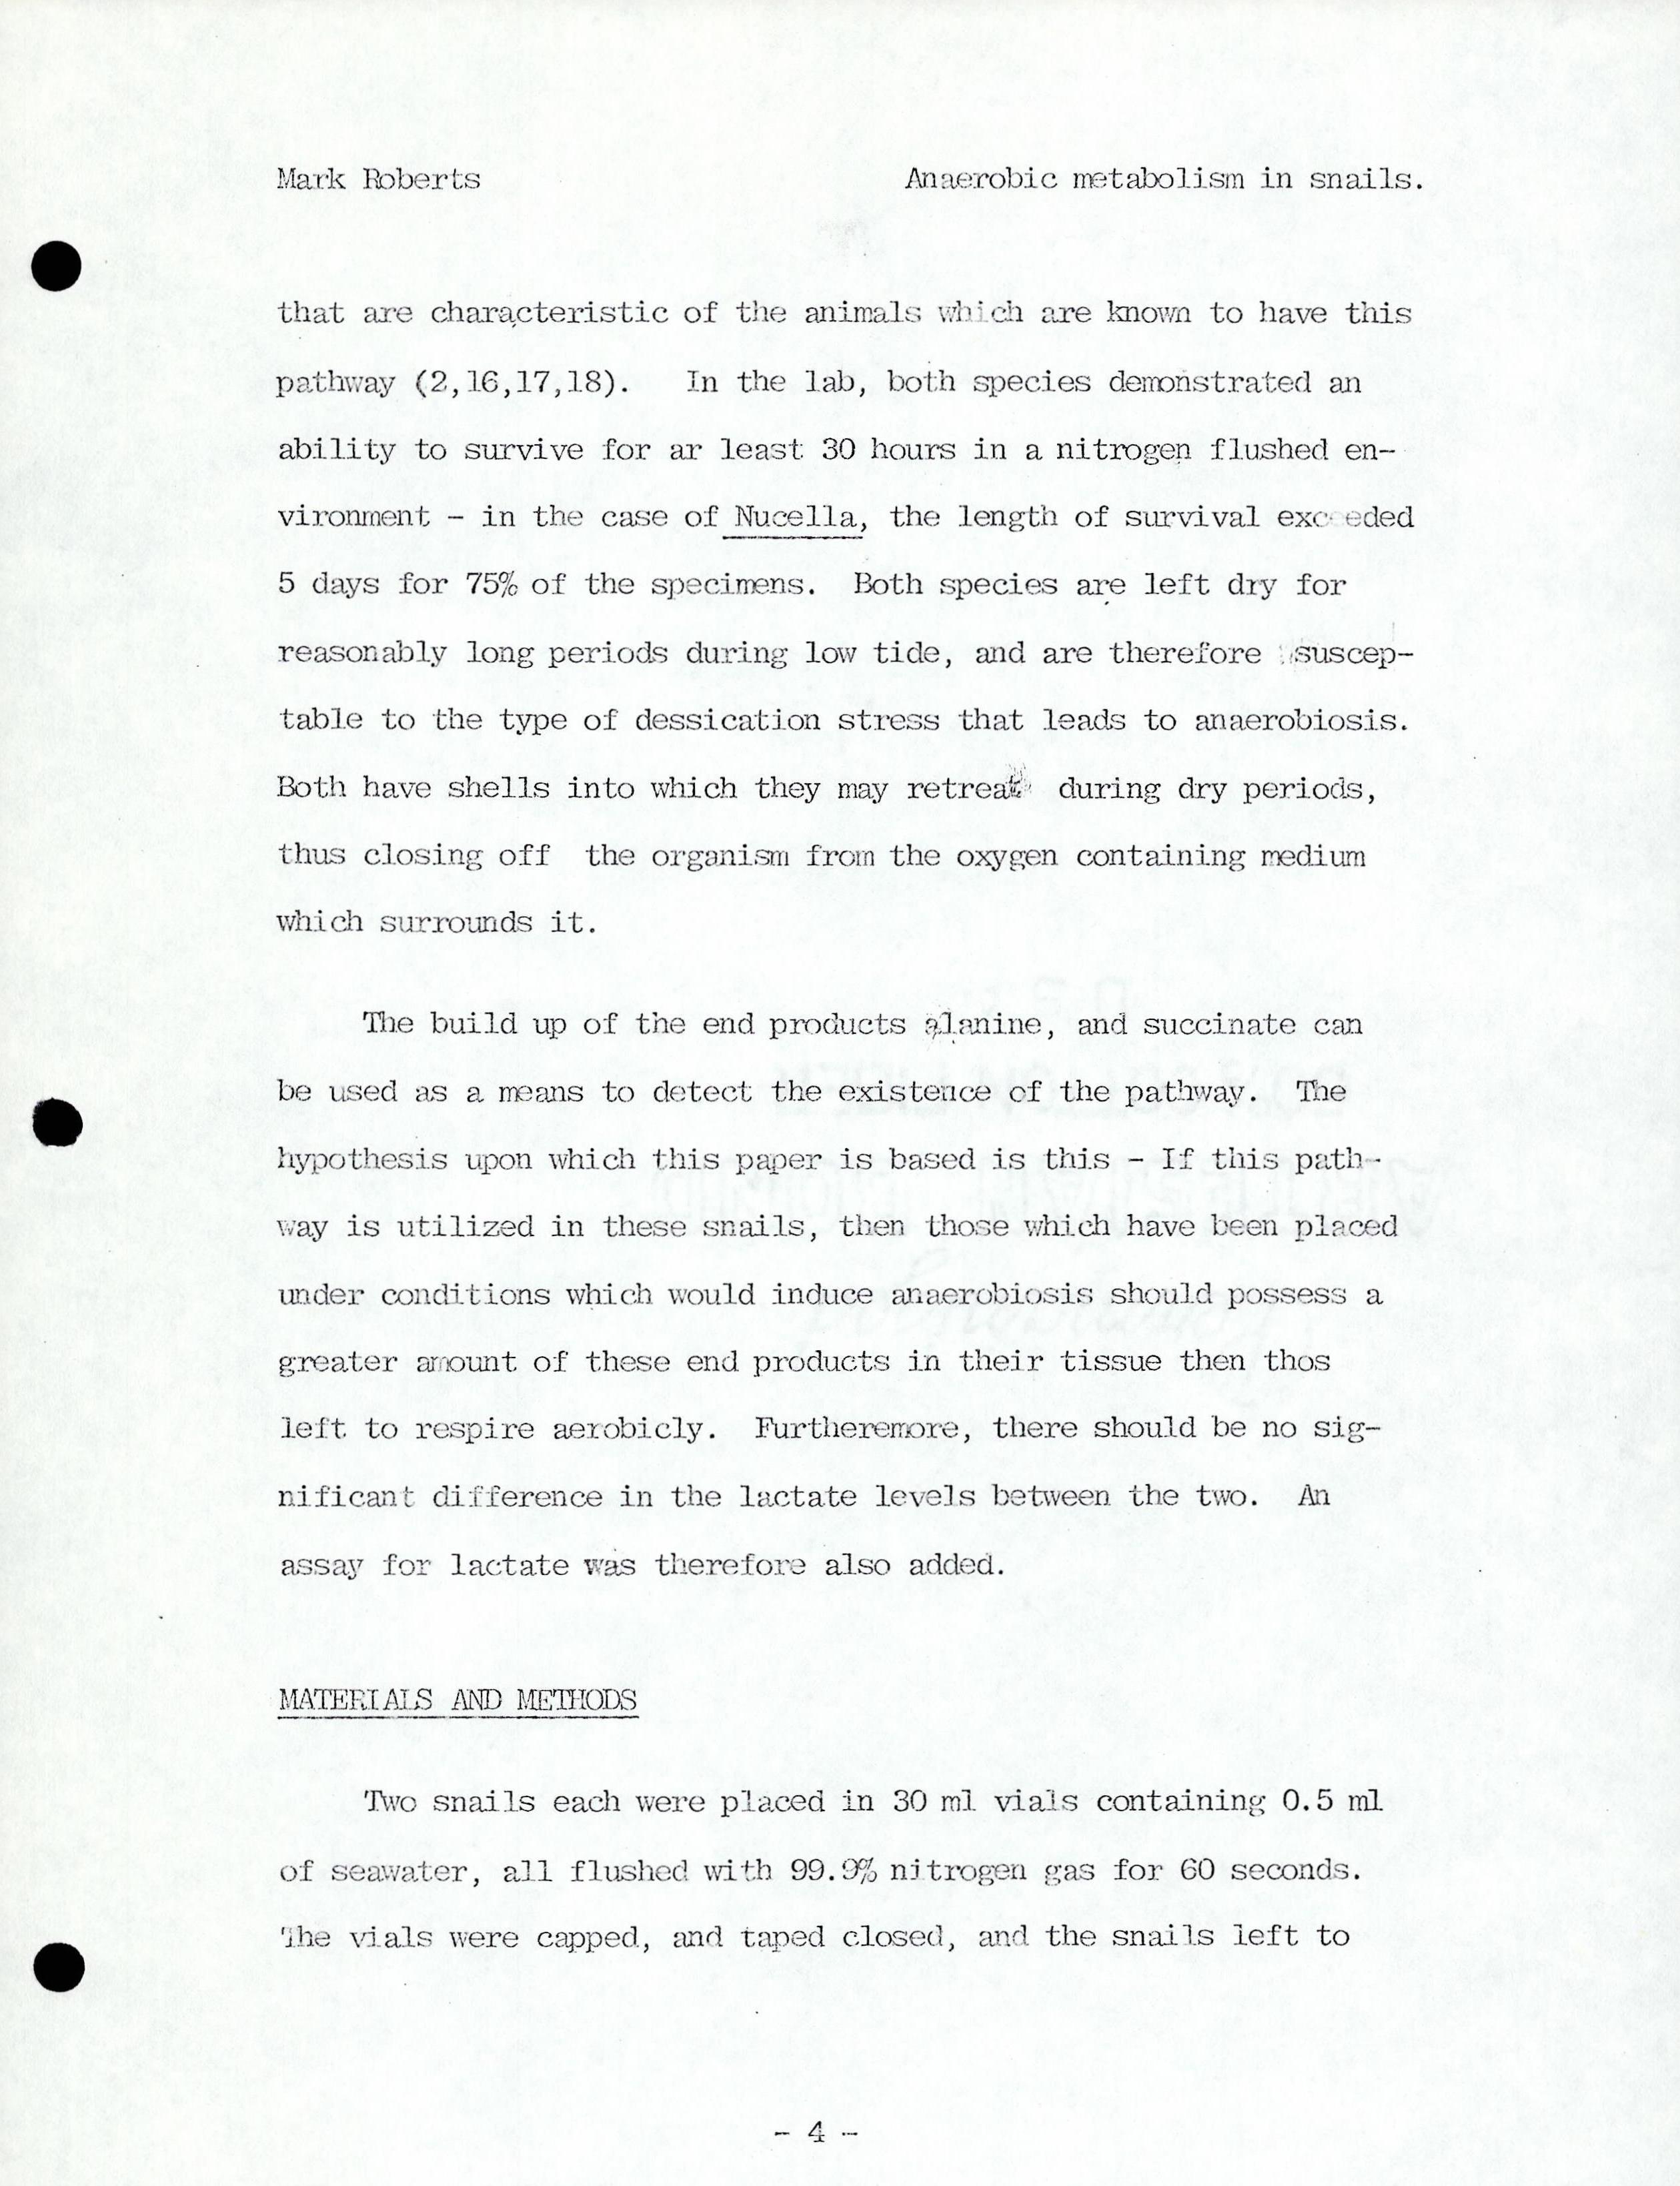 Mark Roberts Anaerobic metabolism in snails.
that are characteristic of the animals which are known to have this
pathway (2,16,17,18). In the lab, both species demonstrated an
ability to survive for ar least 30 hours in a nitrogen flushed en-
vironment - in the case of Nucella, the length of survival exceeded
5 days for 75% of the specimens. Both species are left dry for
reasonably long periods during low tide, and are therefore suscep-
table to the type of dessication stress that leads to anaerobiosis.
Both have shells into which they may retreat during dry periods,
thus closing off the organism from the oxygen containing medium
which surrounds it.
The build up of the end products alanine, and succinate can
be used as a means to detect the existence of the pathway. The
hypothesis upon which this paper is based is this - If this path-
way is utilized in these snails, then those which have been placed
under conditions which would induce anaerobiosis should possess a
greater amount of these end products in their tissue then thos
left to respire aerobicly. Furtheremore, there should be no sig-
nificant difference in the lactate levels between the two. An
assay for lactate was therefore also added.
MATERIALS AND METHODS
Two snails each were placed in 30 ml vials containing 0.5 ml
of seawater, all flushed with 99.9% nitrogen gas for 60 seconds.
The vials were capped, and taped closed, and the snails left to
- 4 -